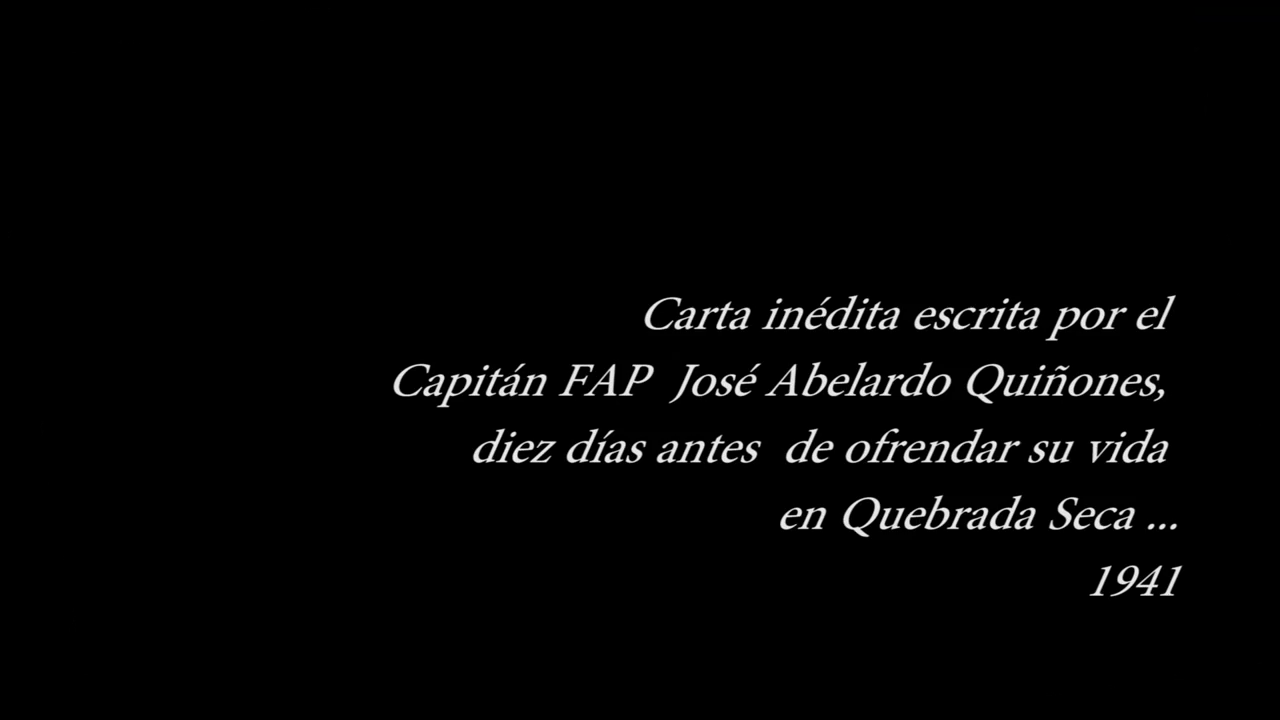 Carta inédita escrita por el
Capitán FAP José Abelardo Quiñones,
diez días antes de ofrendar su vida
en Quebrada Seca ...
1941